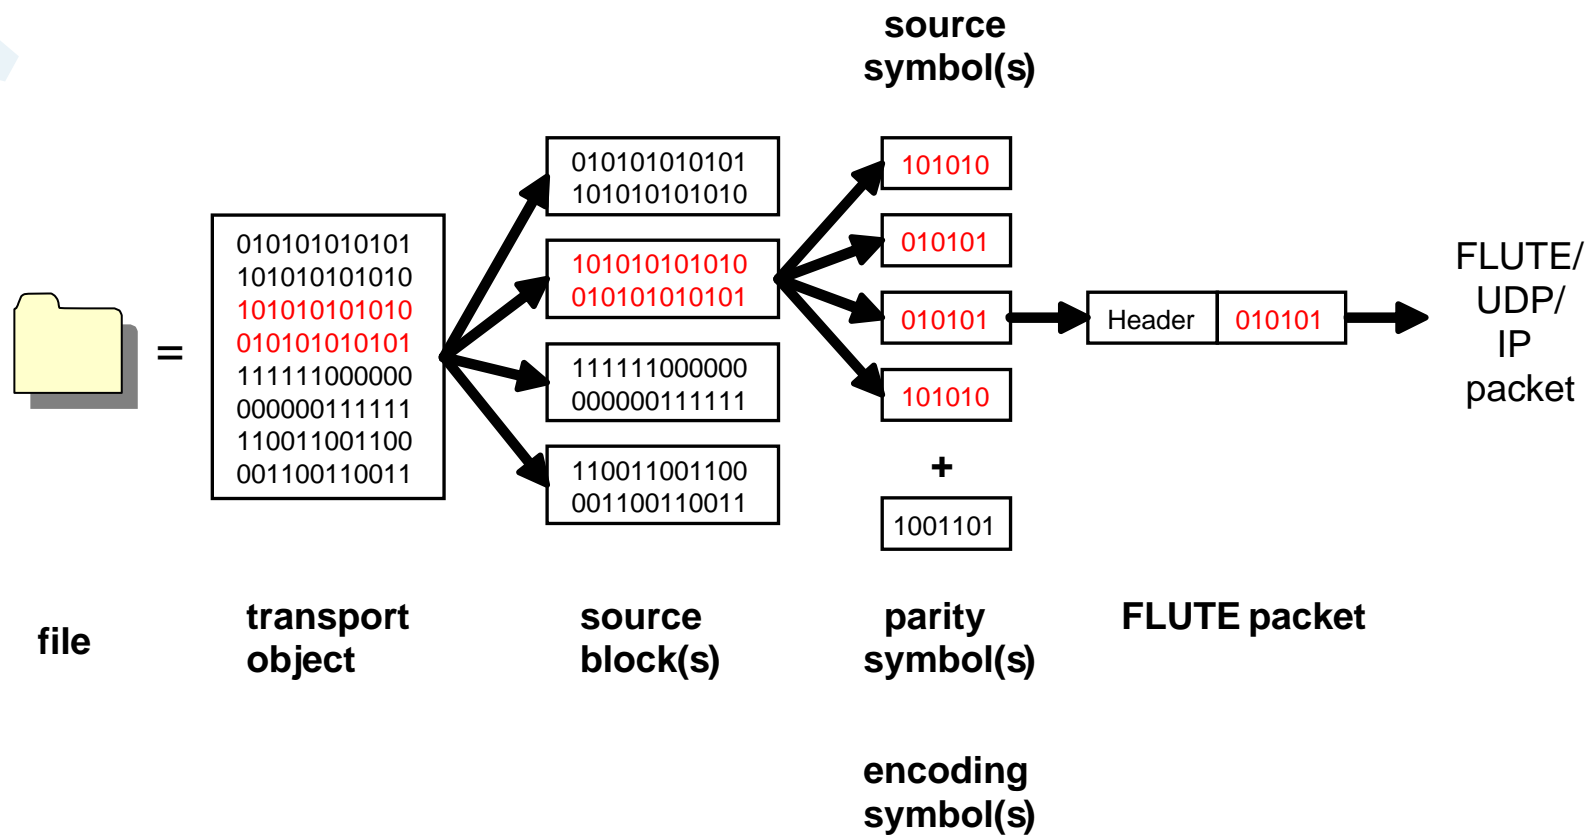 source
symbol(s)
=
010101010101
101010101010
101010101010
010101010101
111111000000
000000111111
110011001100
001100110011
010101010101
101010101010
101010101010
010101010101
111111000000
000000111111
110011001100
001100110011
101010
010101
010101
101010
+
1001101
Header
010101
FLUTE/
UDP/
IP
packet
file
transport
object
source
block(s)
parity
symbol(s)
FLUTE packet
encoding
symbol(s)